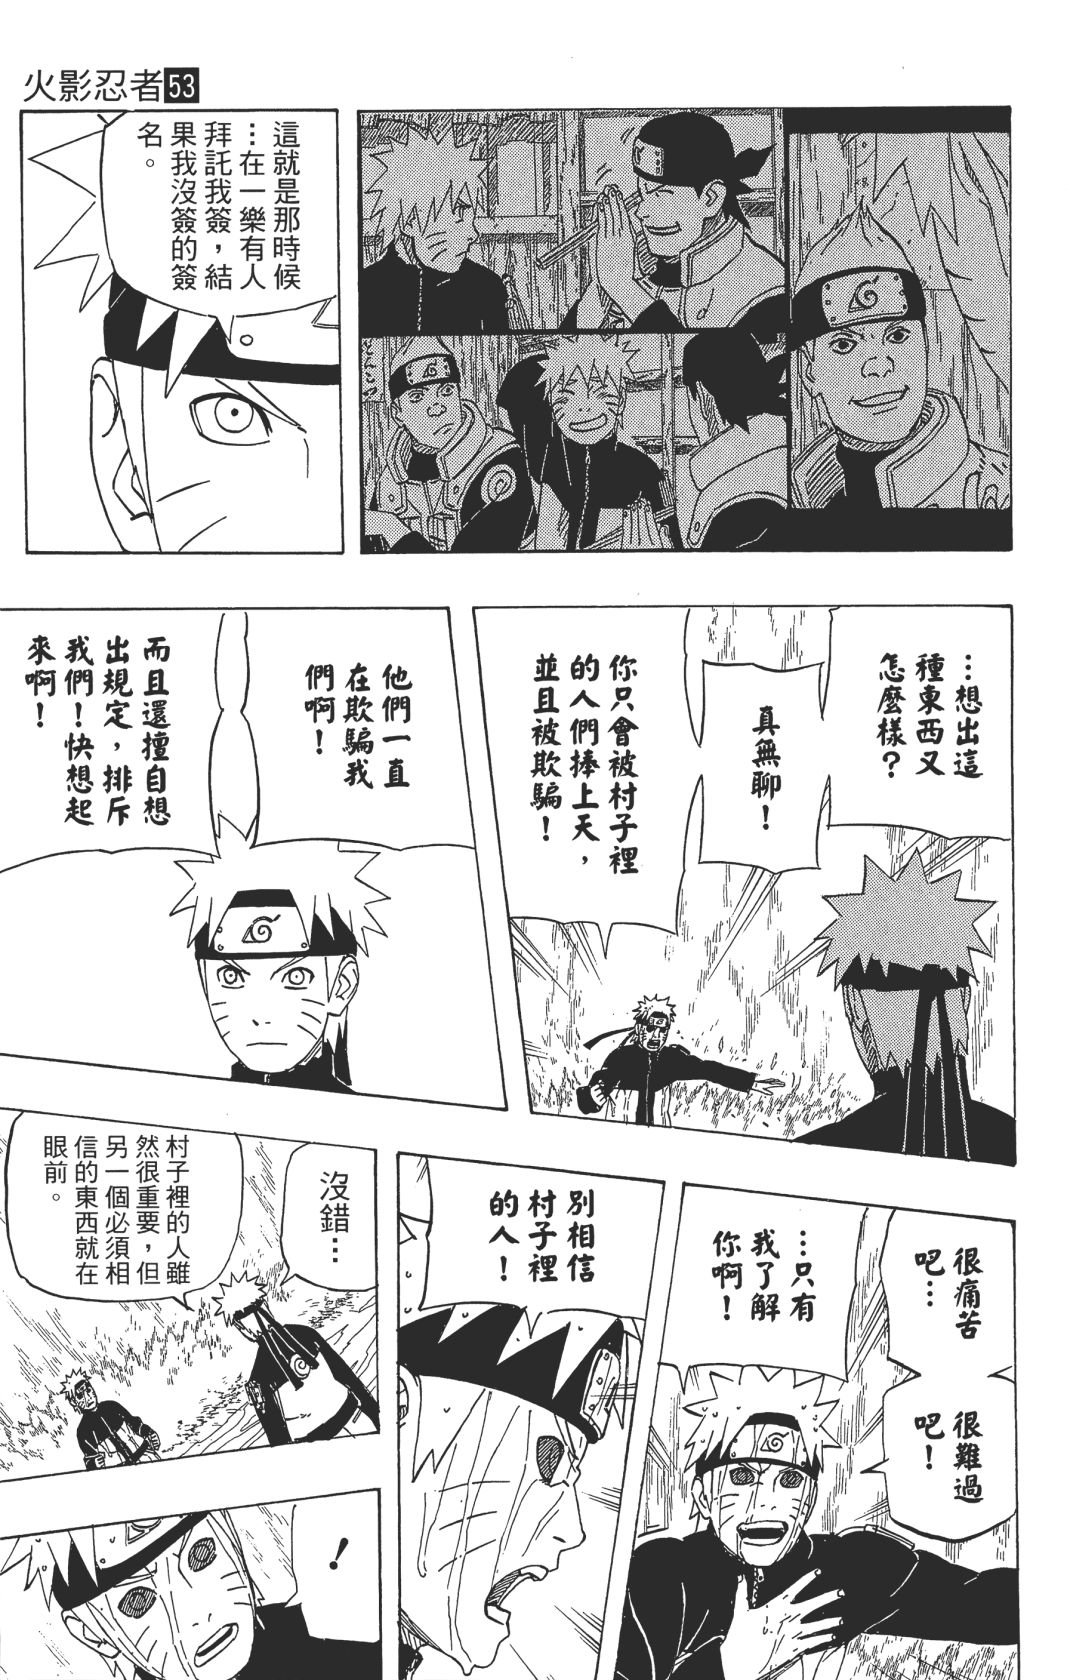 火影忍者53
這就是那時候
…在一樂有人
拜託我簽，結
果我沒簽的簽
名。
…想出這
種東西又
怎麼樣？
真無聊！
你只會被村子裡
的人們捧上天，
並且被欺騙！
他們一直
在欺騙我
們啊！
而且還擅自想
出規定，排斥
我們！快想起
來啊！
很痛苦
吧…
很難過
吧！
…只有
我了解
你啊！
別相信
村子裡
的人！
沒錯…
村子裡的人雖
然很重要，但
另一個必須相
信的東西就在
眼前。
！